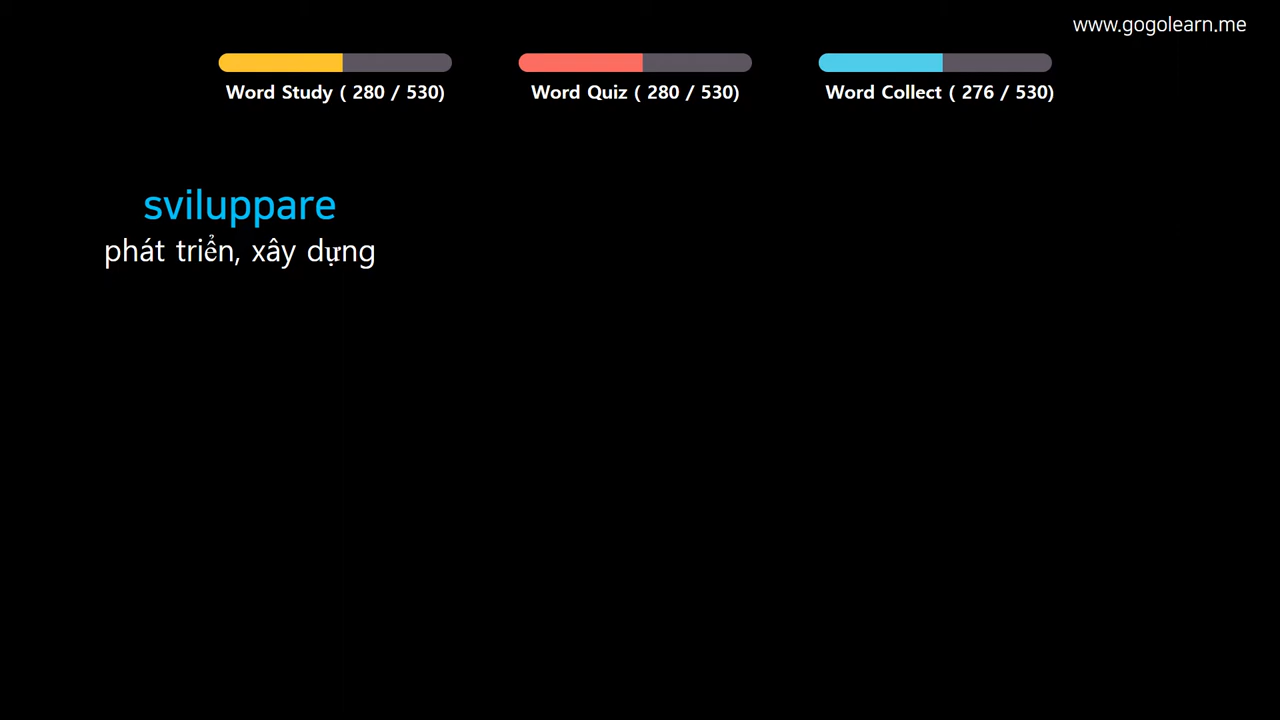 www.gogolearn.me
Word Study ( 280 / 530)
Word Quiz ( 280 / 530)
Word Collect ( 276 / 530)
sviluppare
phát triển, xây dựng